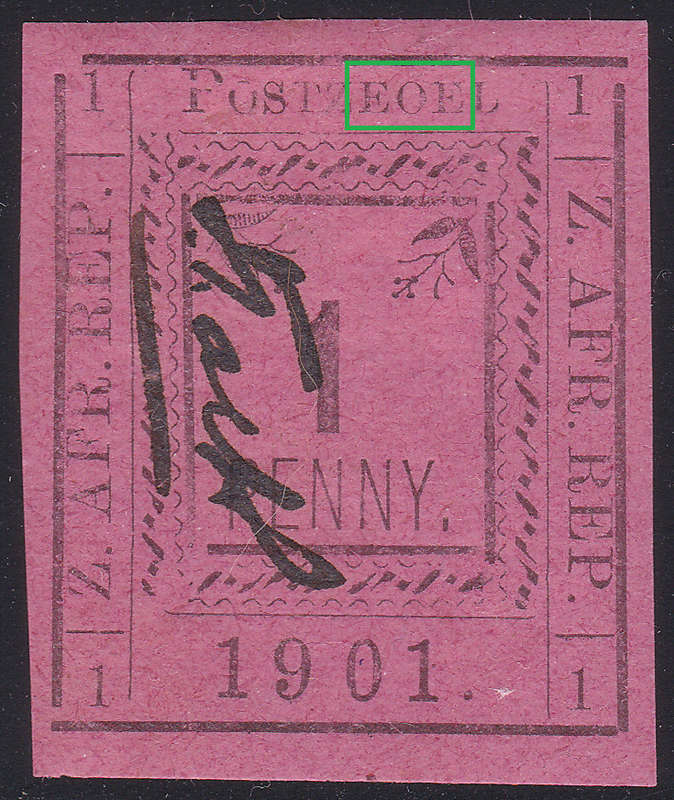 1 POSTZEOEL 1
Z. AFR. REP.
Z. AFR. REP.
1
PENNY.
1901.
1 1